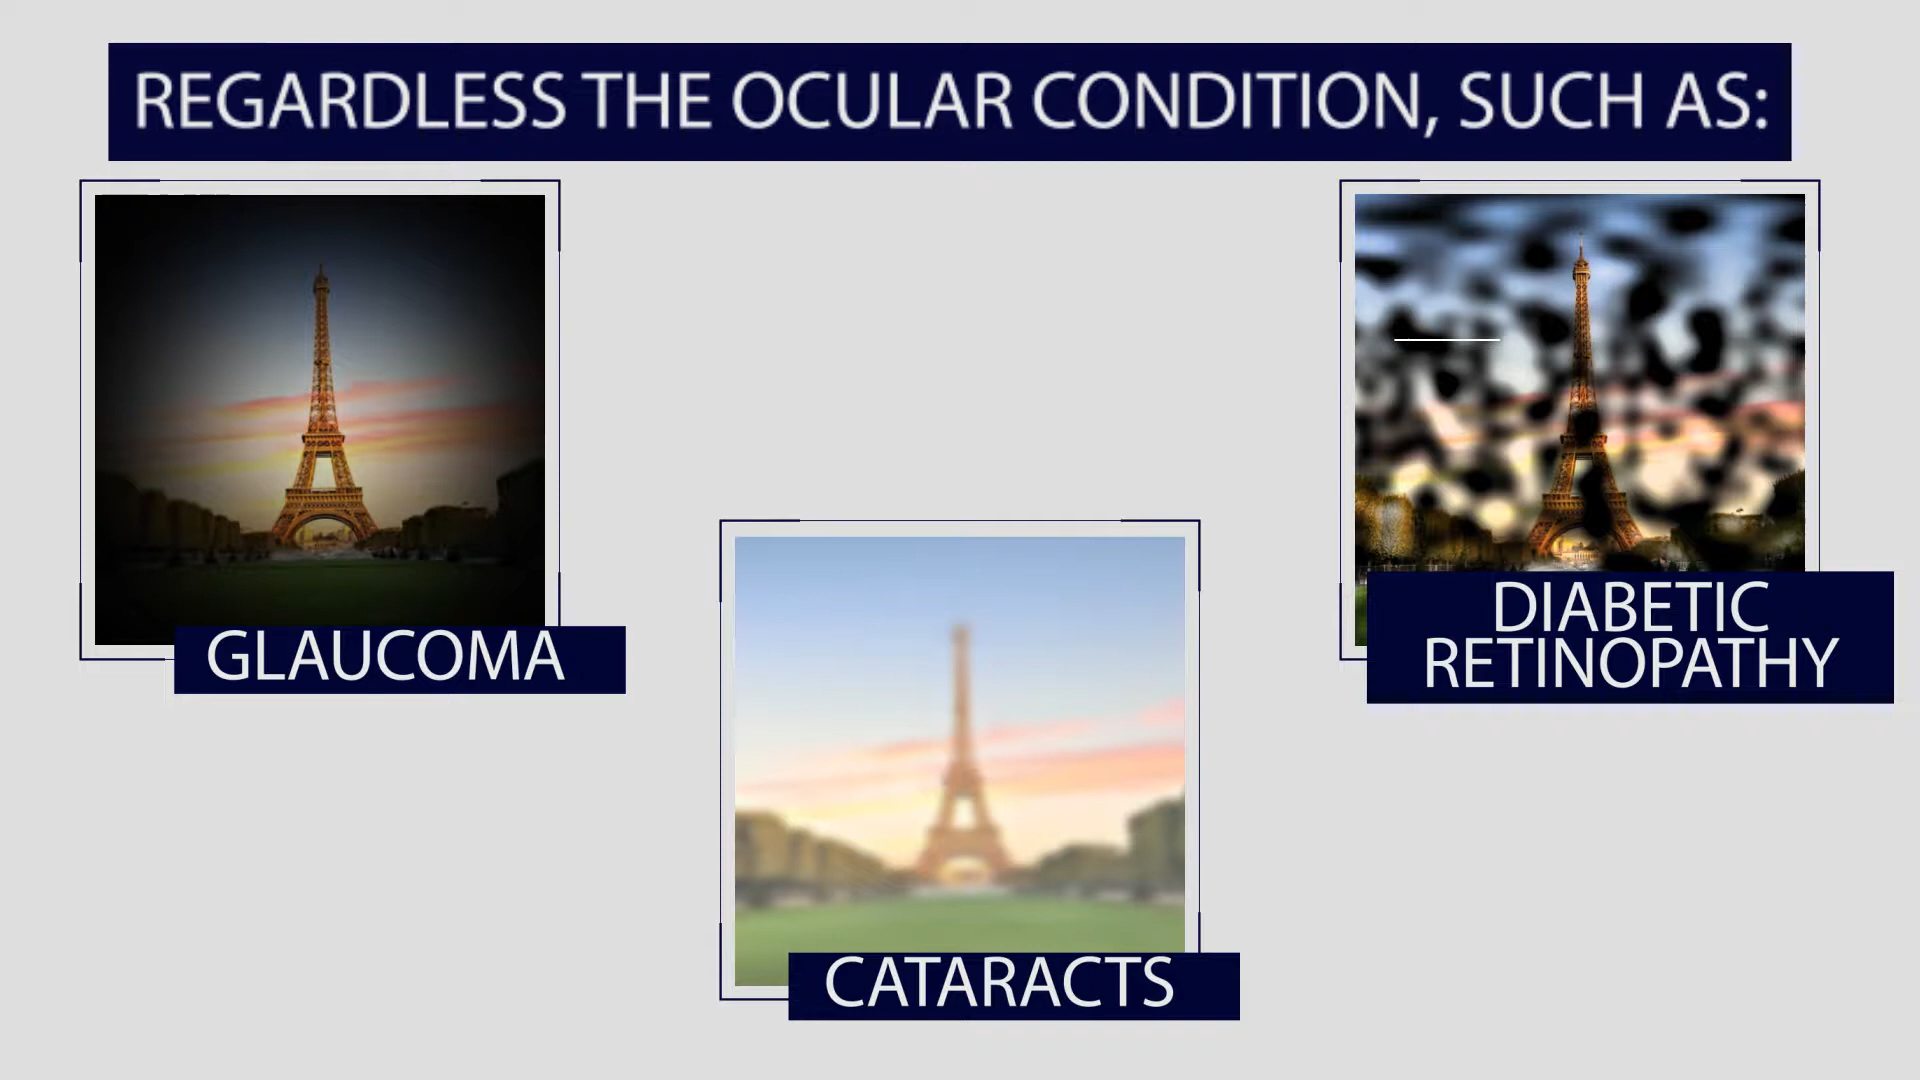 REGARDLESS THE OCULAR CONDITION, SUCH AS:
GLAUCOMA
CATARACTS
DIABETIC
RETINOPATHY